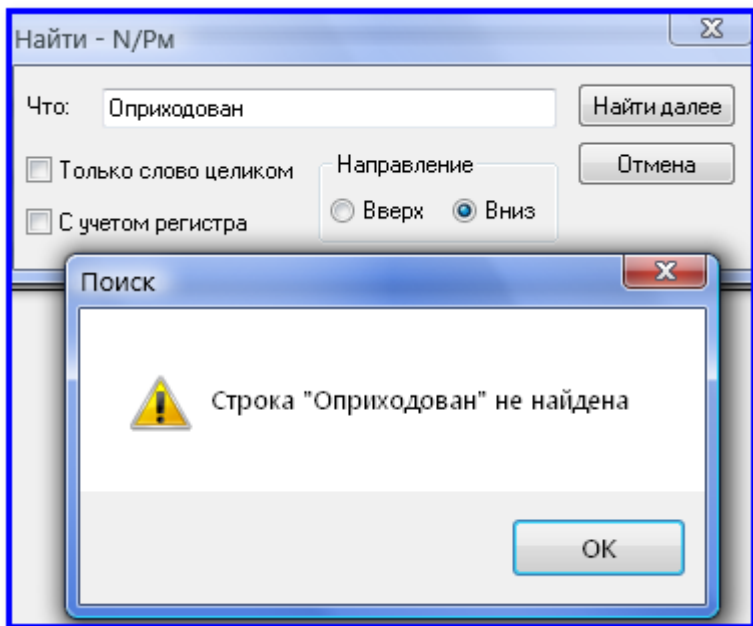 Найти - N/Рм
Что: Оприходован Найти далее
Только слово целиком Направление Отмена
С учетом регистра Вверх Вниз
Поиск
Строка "Оприходован" не найдена
ОК